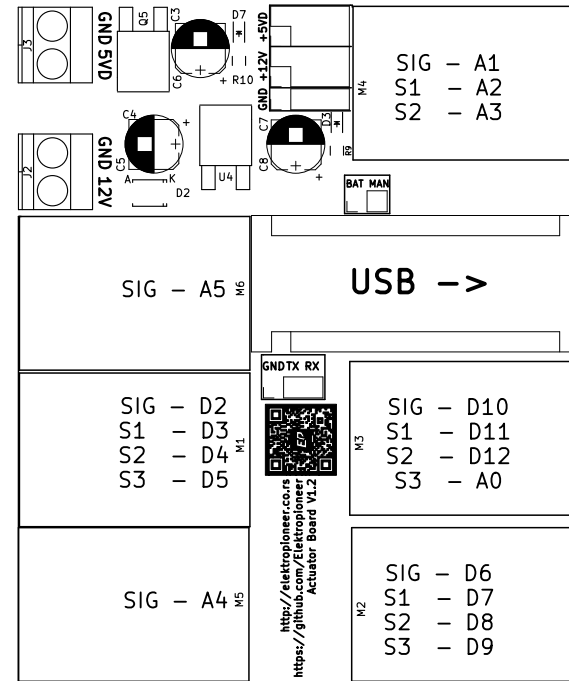 J3
GND 5VD
Q5
C3
C6
D7
+
R10
GND +12V +5VD
M4
SIG – A1
S1 – A2
S2 – A3
J2
GND 12V
C4
C5
+
A K
D2
U4
C7
C8
+
D3
R9
BAT MAN
SIG – A5
M6
USB –>
GND TX RX
SIG – D2
S1 – D3
S2 – D4
S3 – D5
M1
M3
SIG – D10
S1 – D11
S2 – D12
S3 – A0
http://elektropioneer.co.rs
https://github.com/Elektropioneer
Actuator Board V1.2
SIG – A4
M5
M2
SIG – D6
S1 – D7
S2 – D8
S3 – D9